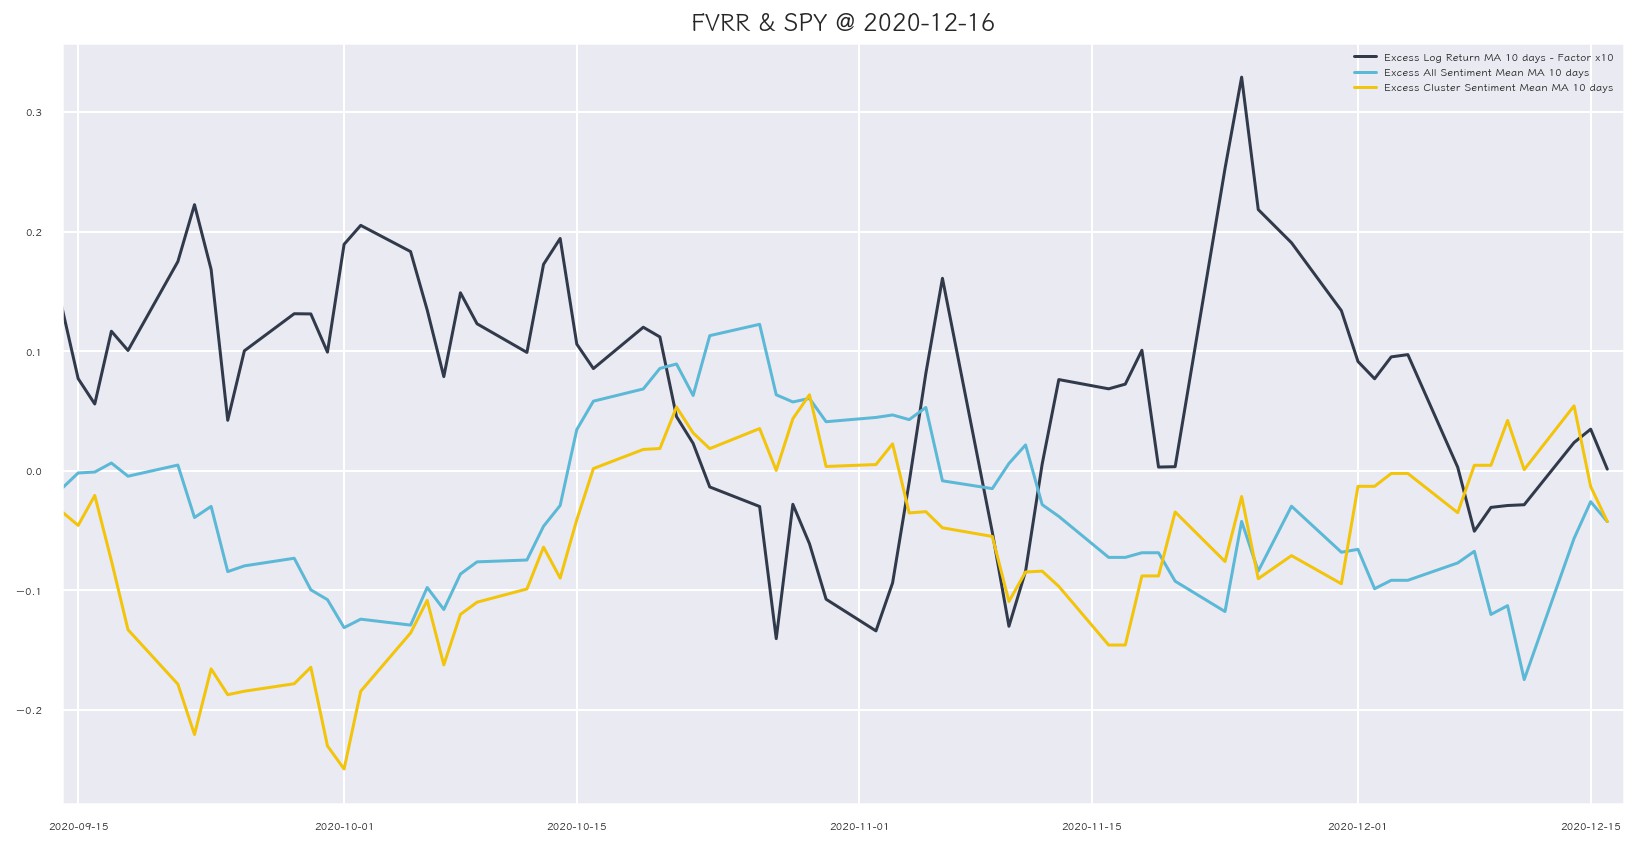 FVRR & SPY @ 2020-12-16
Excess Log Return MA 10 days - Factor x10
Excess All Sentiment Mean MA 10 days
Excess Cluster Sentiment Mean MA 10 days
0.3
0.2
0.1
0.0
−0.1
−0.2
2020-09-15 2020-10-01 2020-10-15 2020-11-01 2020-11-15 2020-12-01 2020-12-15